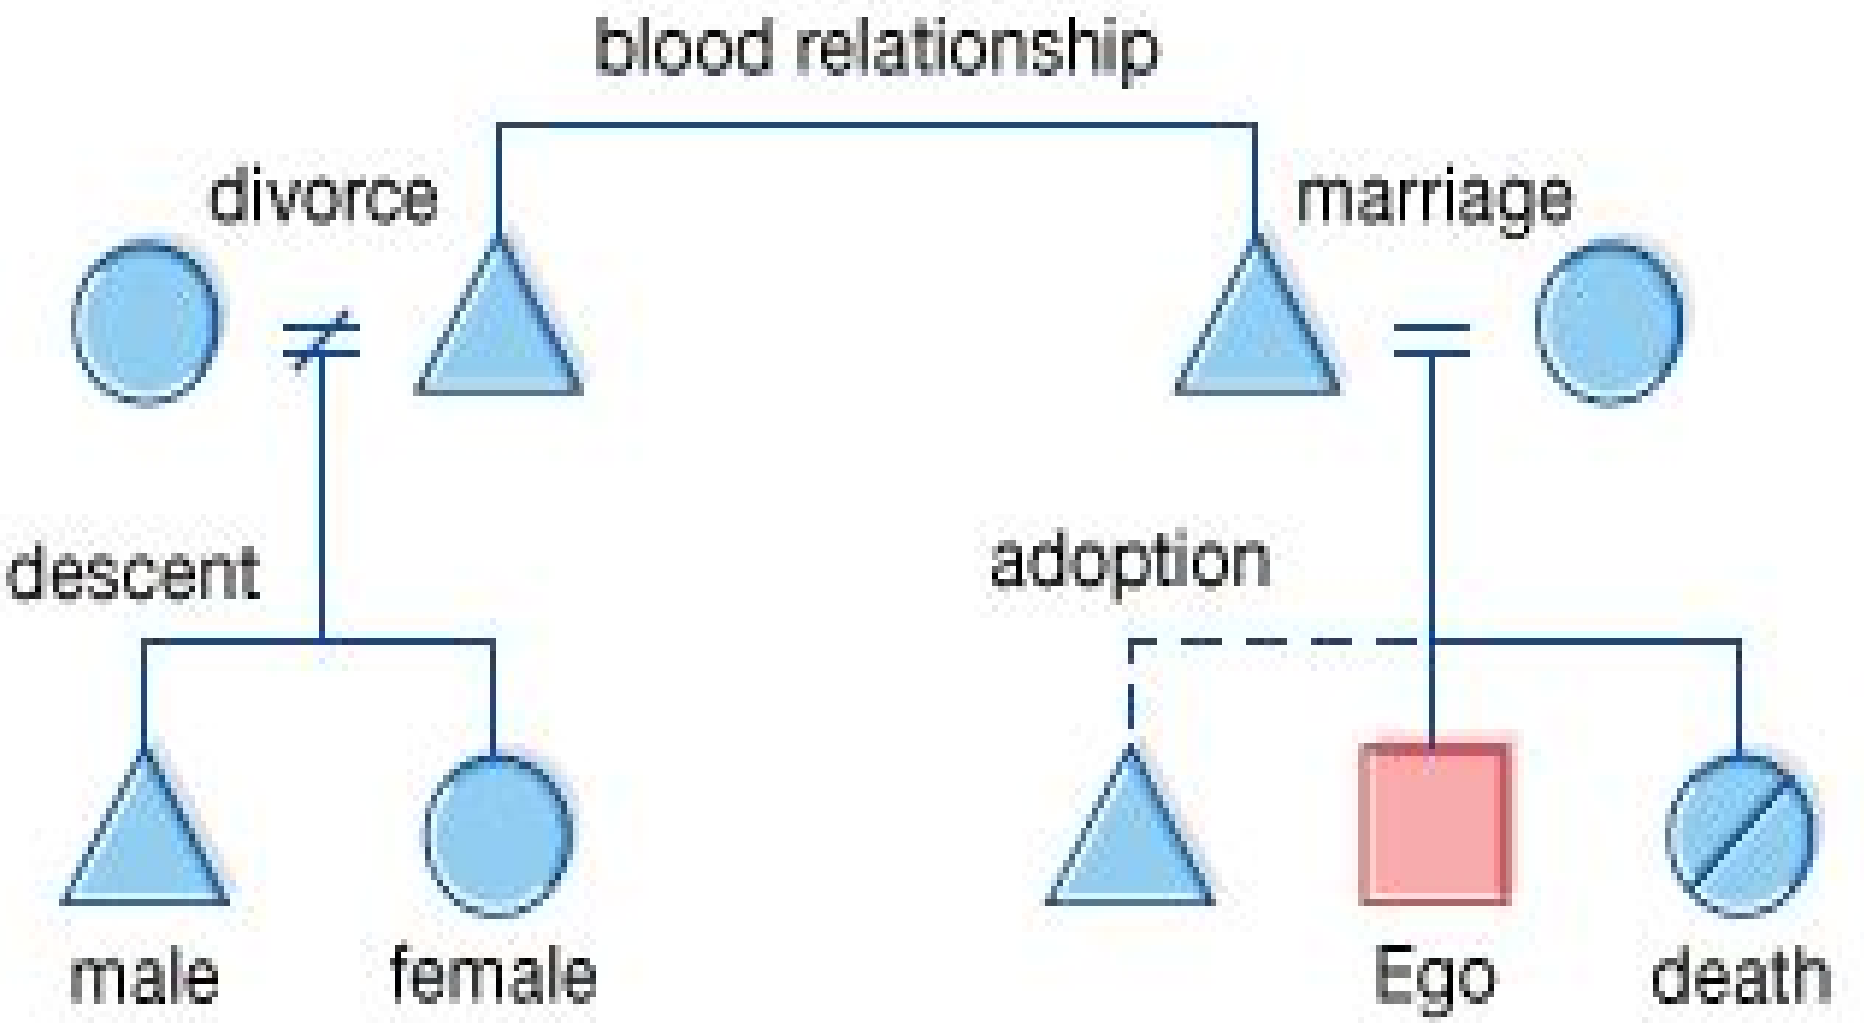 blood relationship
divorce
marriage
descent
adoption
male
female
Ego
death